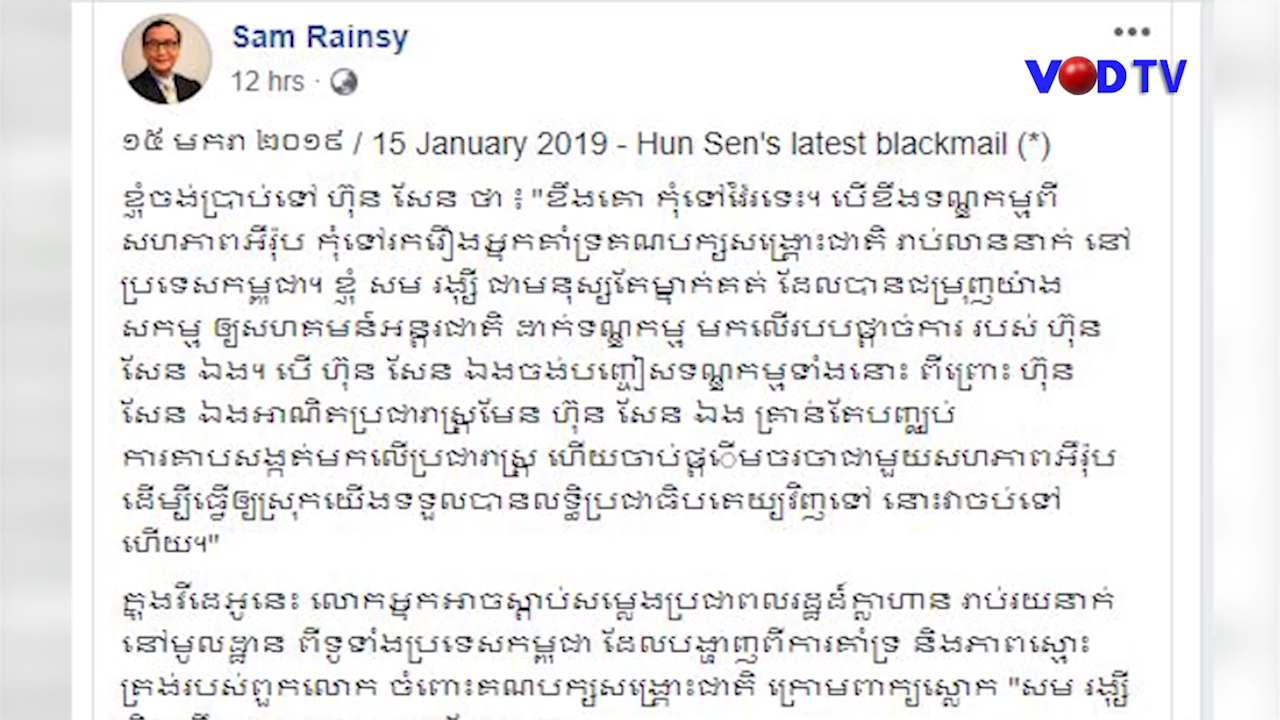 Sam Rainsy
12 hrs ·
VOD TV
១៥ មករា ២០១៩ / 15 January 2019 - Hun Sen's latest blackmail (*)
ខ្ញុំចង់ប្រាប់ទៅ ហ៊ុន សែន ថា ៖ "ខឹងគោ កុំទៅវ៉ៃរទេះ។ បើខឹងទណ្ឌកម្មពី
សហភាពអឺរ៉ុប កុំទៅរករឿងអ្នកគាំទ្រគណបក្សសង្គ្រោះជាតិ រាប់លាននាក់ នៅ
ប្រទេសកម្ពុជា។ ខ្ញុំ សម រង្ស៊ី ជាមនុស្សតែម្នាក់គត់ ដែលបានជម្រុញយ៉ាង
សកម្ម ឲ្យសហគមន៍អន្តរជាតិ ដាក់ទណ្ឌកម្ម មកលើរបបផ្តាច់ការ របស់ ហ៊ុន
សែន ឯង។ បើ ហ៊ុន សែន ឯងចង់បញ្ចៀសទណ្ឌកម្មទាំងនោះ ពីព្រោះ ហ៊ុន
សែន ឯងអាណិតប្រជារាស្ត្រមែន ហ៊ុន សែន ឯង គ្រាន់តែបញ្ឈប់
ការគាបសង្កត់មកលើប្រជារាស្ត្រ ហើយចាប់ផ្តើមចរចាជាមួយសហភាពអឺរ៉ុប
ដើម្បីធ្វើឲ្យស្រុកយើងទទួលបានលទ្ធិប្រជាធិបតេយ្យវិញទៅ នោះវាចប់ទៅ
ហើយ។"
ក្នុងវីដេអូនេះ លោកអ្នកអាចស្តាប់សម្លេងប្រជាពលរដ្ឋដ៏ក្លាហាន រាប់រយនាក់
នៅមូលដ្ឋាន ពីទូទាំងប្រទេសកម្ពុជា ដែលបង្ហាញពីការគាំទ្រ និងភាពស្មោះ
ត្រង់របស់ពួកលោក ចំពោះគណបក្សសង្គ្រោះជាតិ ក្រោមពាក្យស្លោក "សម រង្ស៊ី